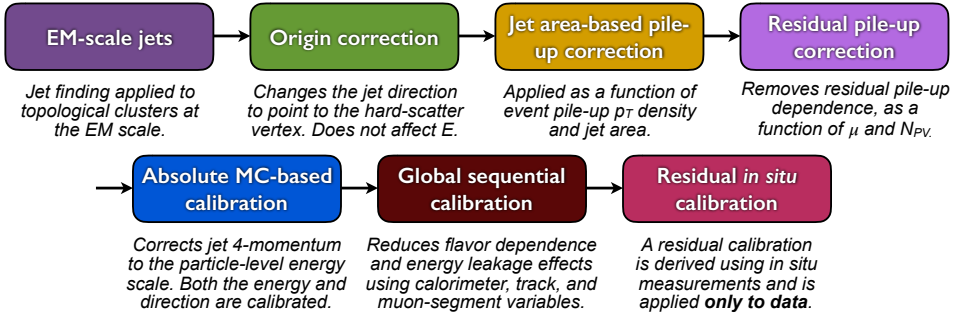 EM-scale jets
Jet finding applied to
topological clusters at
the EM scale.
Origin correction
Changes the jet direction
to point to the hard-scatter
vertex. Does not affect E.
Jet area-based pile-
up correction
Applied as a function of
event pile-up pT density
and jet area.
Residual pile-up
correction
Removes residual pile-up
dependence, as a
function of μ and NPV.
Absolute MC-based
calibration
Corrects jet 4-momentum
to the particle-level energy
scale. Both the energy and
direction are calibrated.
Global sequential
calibration
Reduces flavor dependence
and energy leakage effects
using calorimeter, track, and
muon-segment variables.
Residual in situ
calibration
A residual calibration
is derived using in situ
measurements and is
applied only to data.